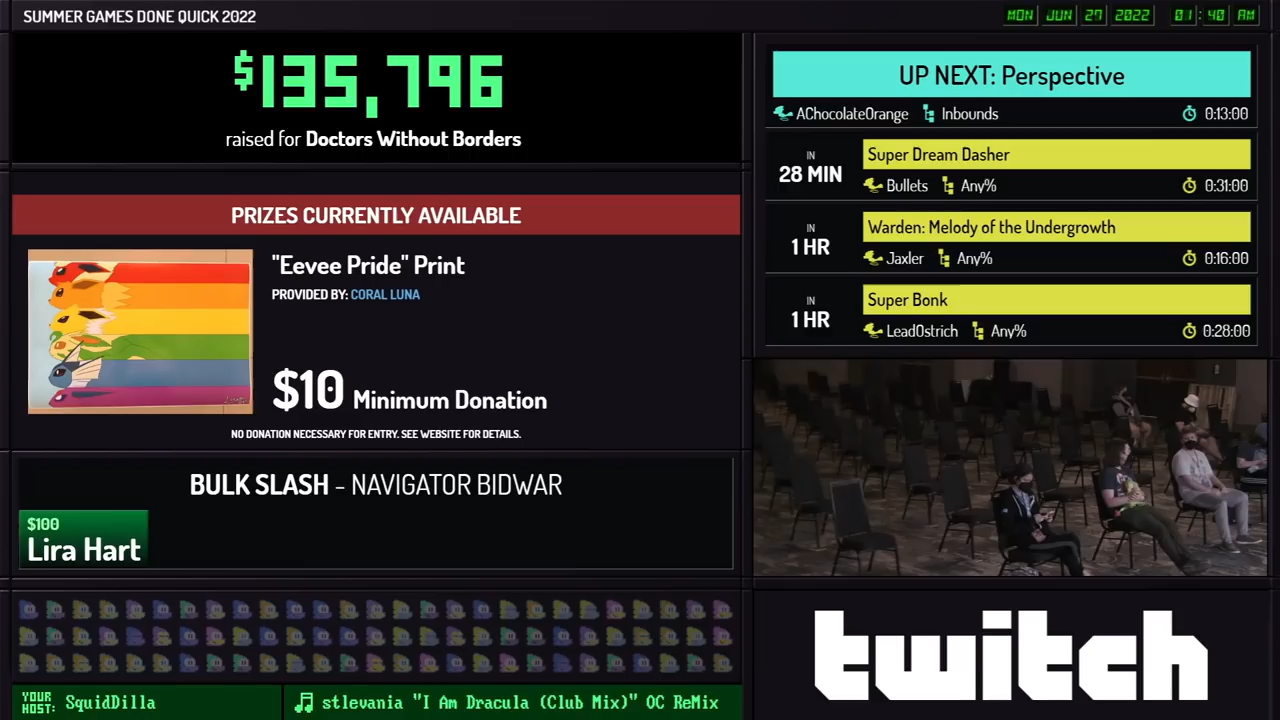 SUMMER GAMES DONE QUICK 2022
MON JUN 27 2022 01:40 AM
$135,796
raised for Doctors Without Borders
PRIZES CURRENTLY AVAILABLE
"Eevee Pride" Print
PROVIDED BY: CORAL LUNA
$10 Minimum Donation
NO DONATION NECESSARY FOR ENTRY. SEE WEBSITE FOR DETAILS.
BULK SLASH - NAVIGATOR BIDWAR
$100
Lira Hart
YOUR HOST: SquidDilla
stlevania "I Am Dracula (Club Mix)" OC ReMix
UP NEXT: Perspective
AChocolateOrange Inbounds 0:13:00
IN 28 MIN
Super Dream Dasher
Bullets Any% 0:31:00
IN 1 HR
Warden: Melody of the Undergrowth
Jaxler Any% 0:16:00
IN 1 HR
Super Bonk
LeadOstrich Any% 0:28:00
twitch